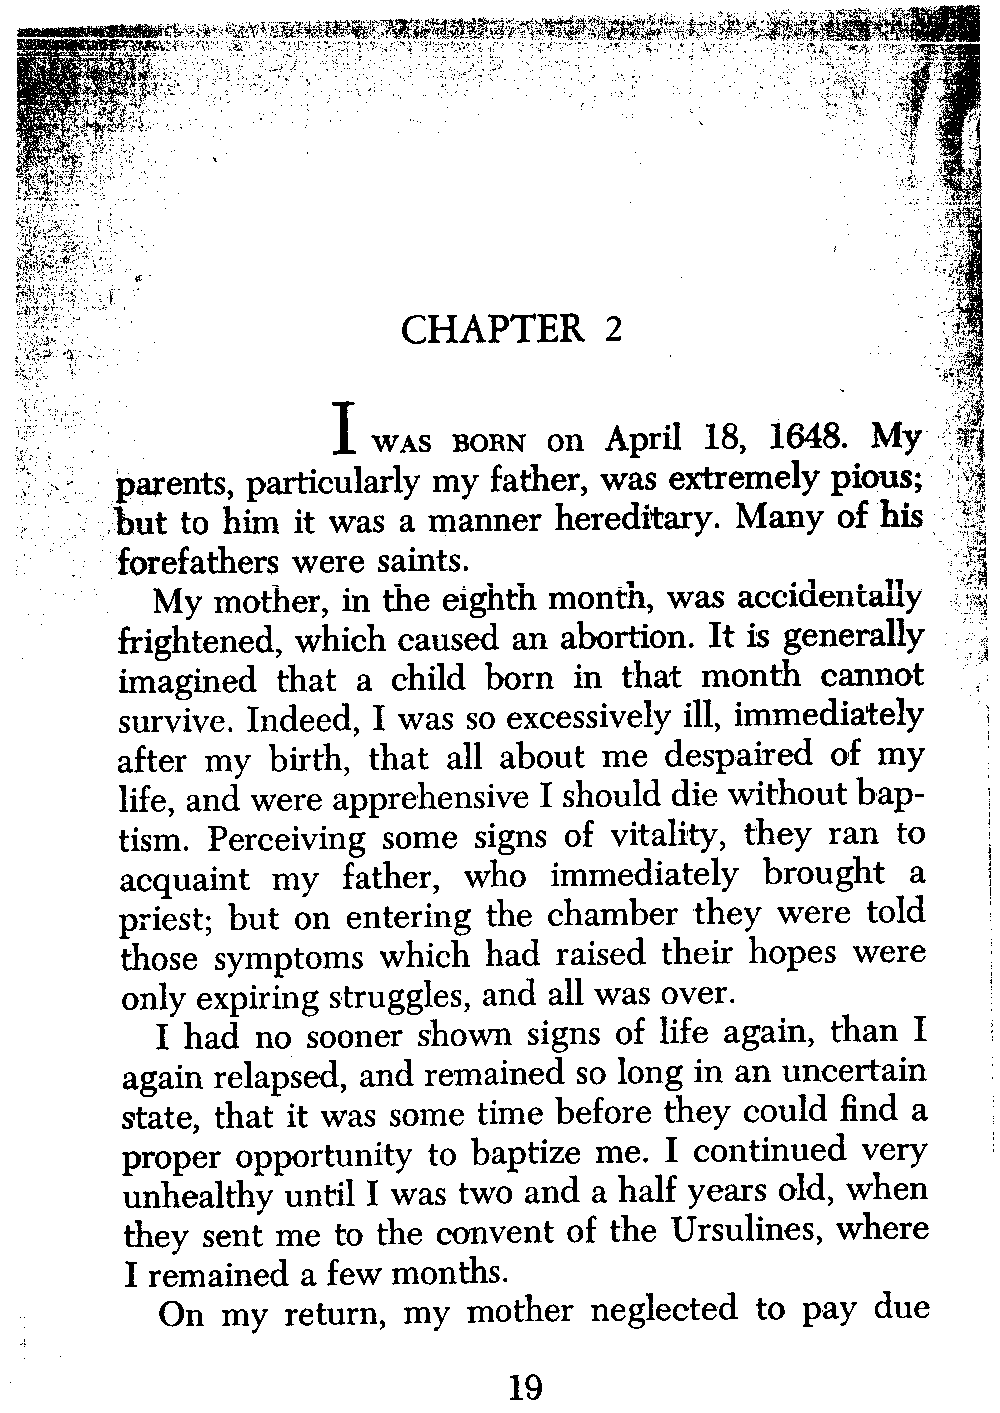 CHAPTER 2
I WAS BORN on April 18, 1648. My
parents, particularly my father, was extremely pious;
but to him it was a manner hereditary. Many of his
forefathers were saints.
My mother, in the eighth month, was accidentally
frightened, which caused an abortion. It is generally
imagined that a child born in that month cannot
survive. Indeed, I was so excessively ill, immediately
after my birth, that all about me despaired of my
life, and were apprehensive I should die without bap-
tism. Perceiving some signs of vitality, they ran to
acquaint my father, who immediately brought a
priest; but on entering the chamber they were told
those symptoms which had raised their hopes were
only expiring struggles, and all was over.
I had no sooner shown signs of life again, than I
again relapsed, and remained so long in an uncertain
state, that it was some time before they could find a
proper opportunity to baptize me. I continued very
unhealthy until I was two and a half years old, when
they sent me to the convent of the Ursulines, where
I remained a few months.
On my return, my mother neglected to pay due
19